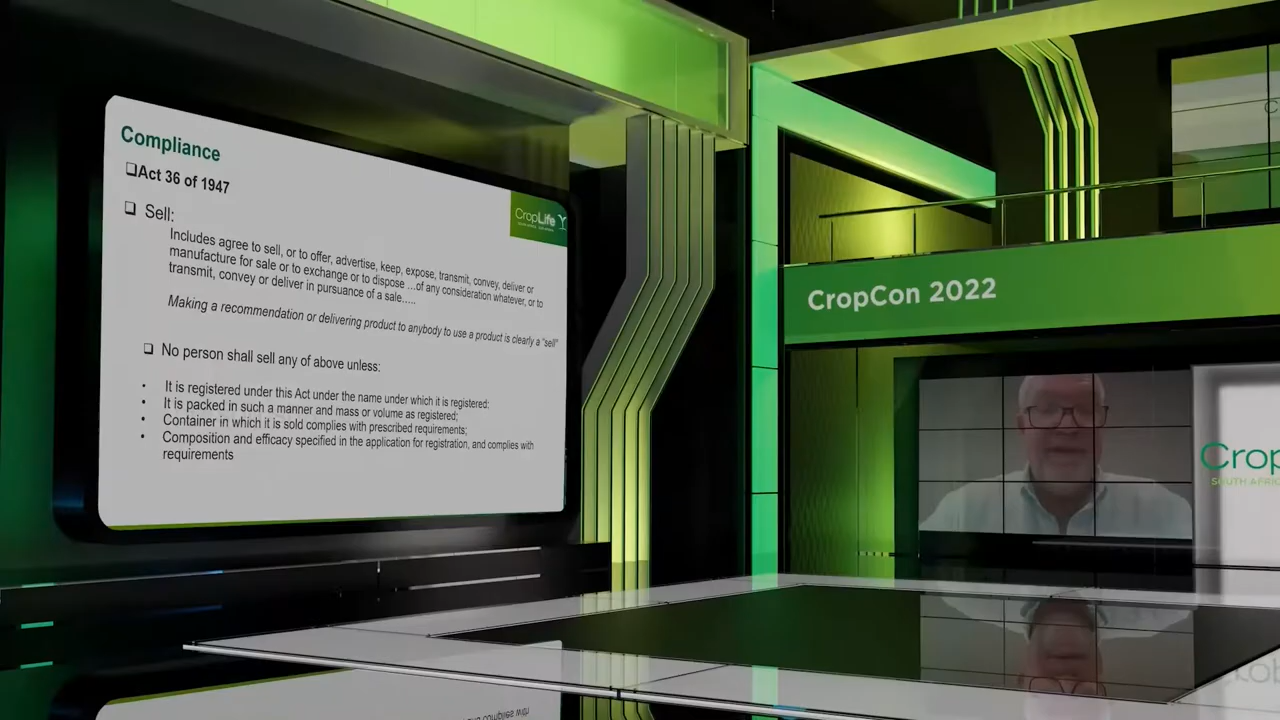 Compliance
❑Act 36 of 1947
❑ Sell:
Includes agree to sell, or to offer, advertise, keep, expose, transmit, convey, deliver or
manufacture for sale or to exchange or to dispose ...of any consideration whatever, or to
transmit, convey or deliver in pursuance of a sale.....
Making a recommendation or delivering product to anybody to use a product is clearly a "sell"
❑ No person shall sell any of above unless:
• It is registered under this Act under the name under which it is registered:
• It is packed in such a manner and mass or volume as registered;
• Container in which it is sold complies with prescribed requirements;
• Composition and efficacy specified in the application for registration, and complies with
requirements
CropLife
CropCon 2022
Crop
SOUTH AFRIC